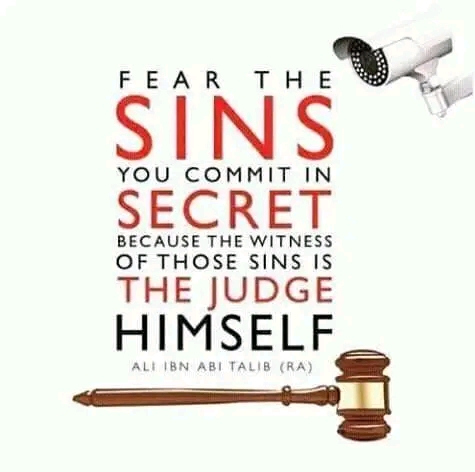 FEAR THE
SINS
YOU COMMIT IN
SECRET
BECAUSE THE WITNESS
OF THOSE SINS IS
THE JUDGE
HIMSELF
ALI IBN ABI TALIB (RA)